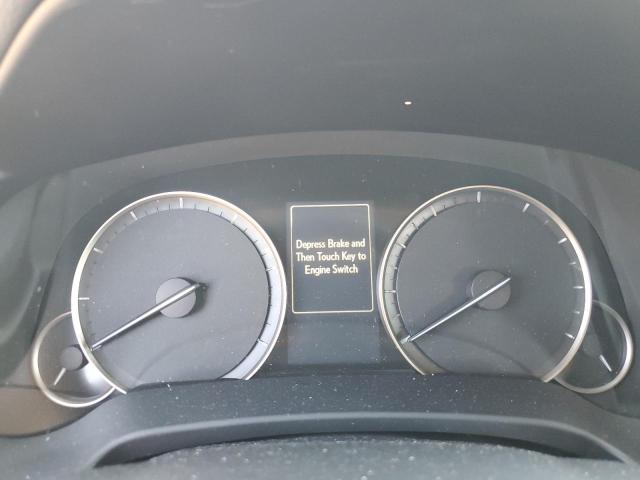 Depress Brake and
Then Touch Key to
Engine Switch